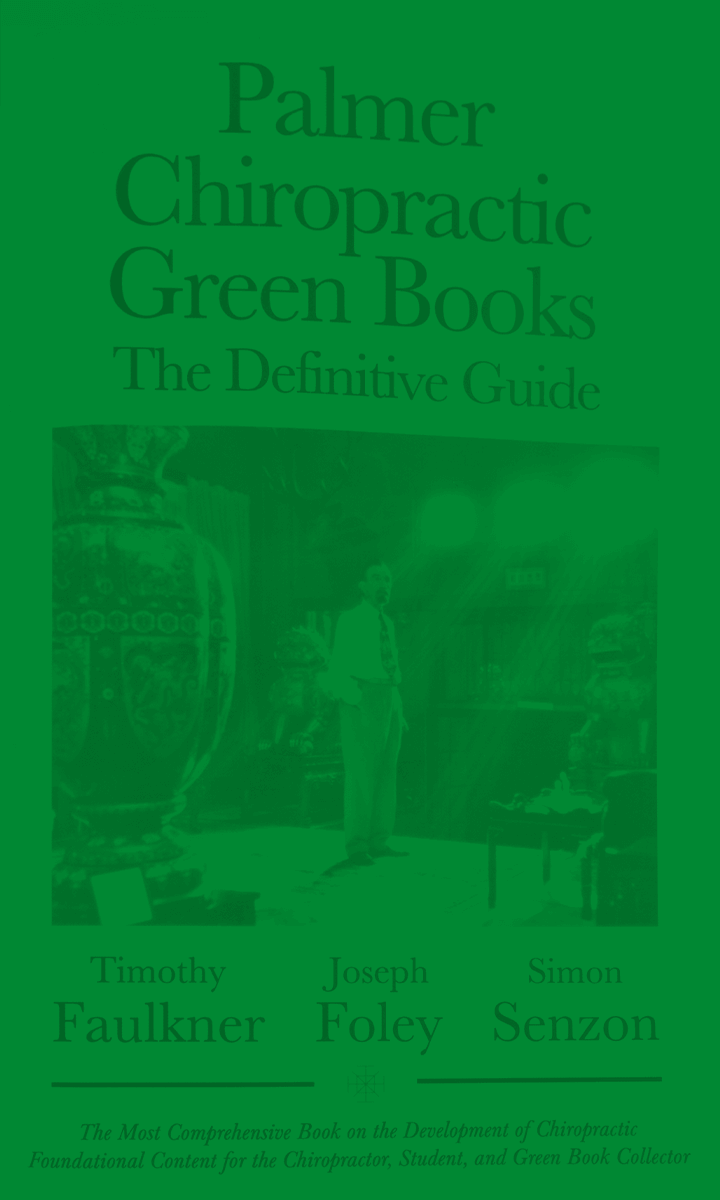 Palmer
Chiropractic
Green Books
The Definitive Guide
Timothy Joseph Simon
Faulkner Foley Senzon
The Most Comprehensive Book on the Development of Chiropractic
Foundational Content for the Chiropractor, Student, and Green Book Collector